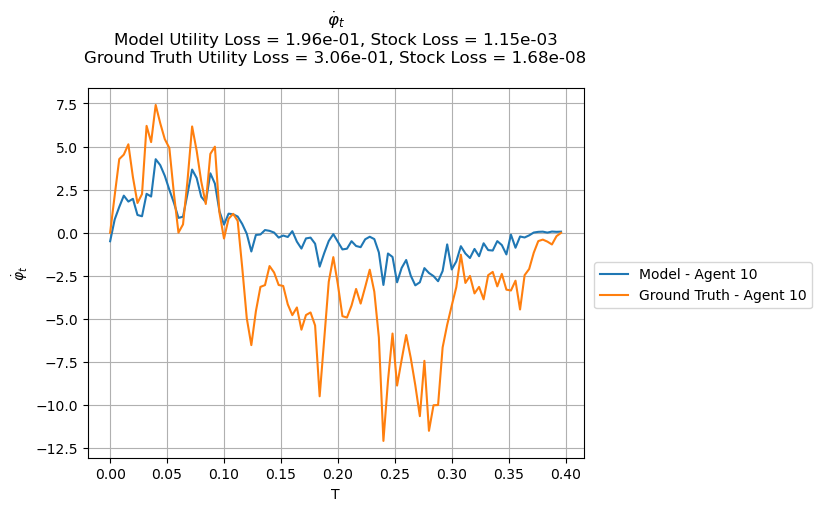 φ̇ₜ
Model Utility Loss = 1.96e-01, Stock Loss = 1.15e-03
Ground Truth Utility Loss = 3.06e-01, Stock Loss = 1.68e-08
7.5
5.0
2.5
0.0
−2.5
−5.0
−7.5
−10.0
−12.5
φ̇ₜ
0.00 0.05 0.10 0.15 0.20 0.25 0.30 0.35 0.40
T
Model - Agent 10
Ground Truth - Agent 10